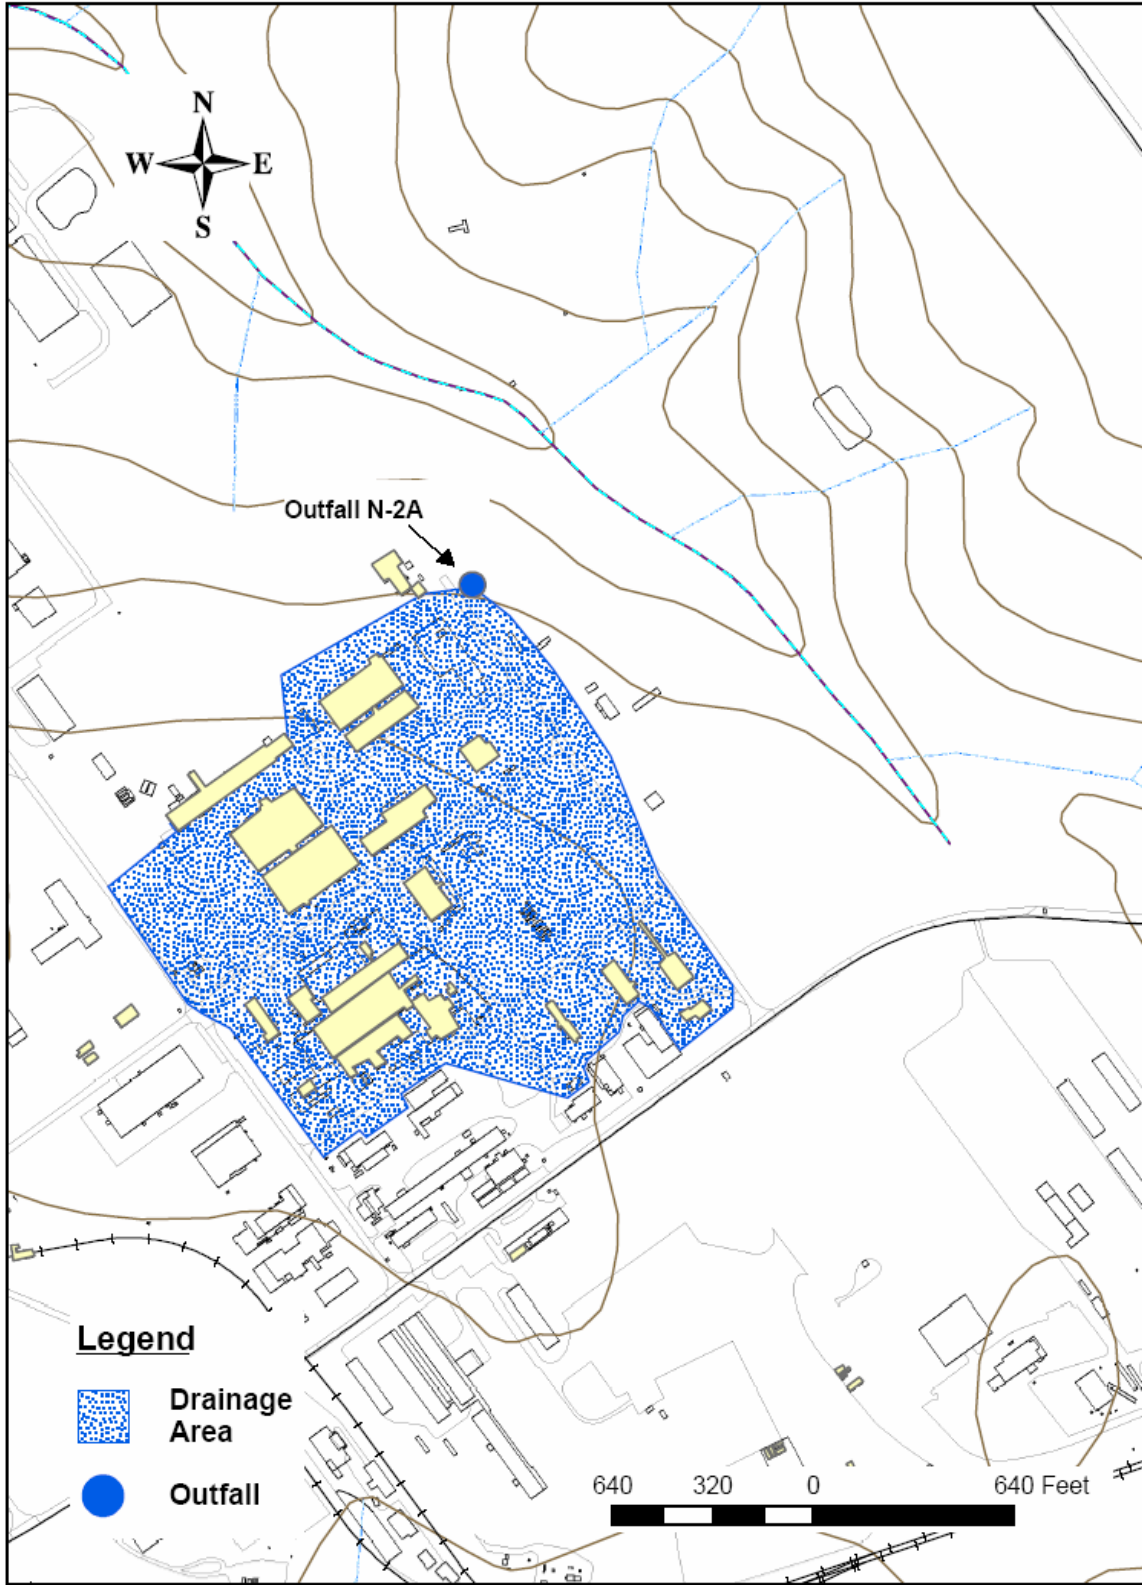 N
W E
S
Outfall N-2A
Legend
Drainage
Area
Outfall
640 320 0 640 Feet